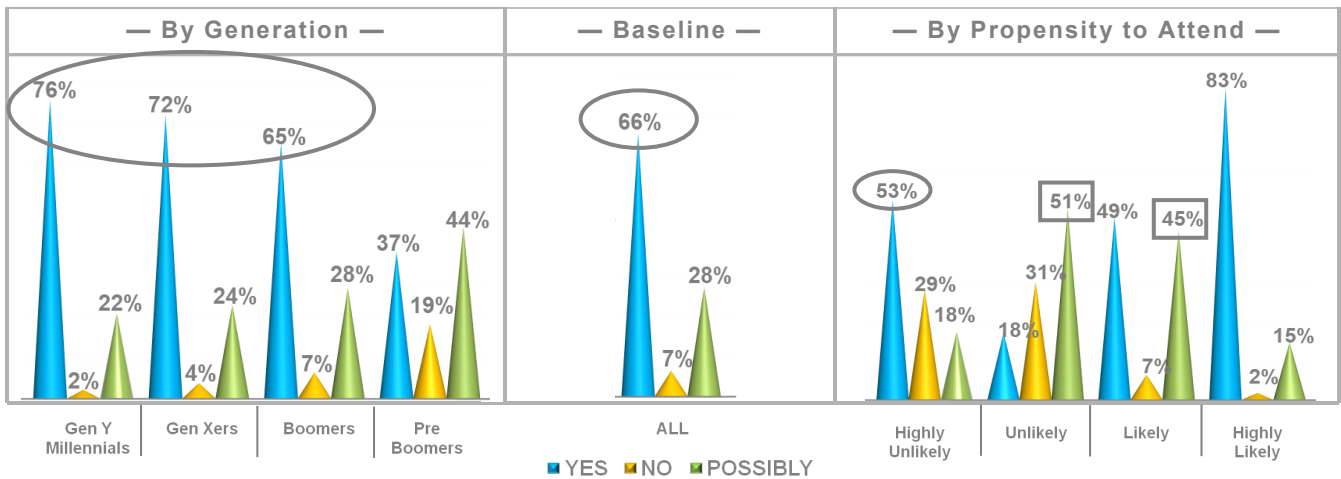 — By Generation —
— Baseline —
— By Propensity to Attend —
76%
2%
22%
72%
4%
24%
65%
7%
28%
37%
19%
44%
66%
7%
28%
53%
29%
18%
18%
31%
51%
49%
7%
45%
83%
2%
15%
Gen Y
Millennials
Gen Xers
Boomers
Pre
Boomers
ALL
Highly
Unlikely
Unlikely
Likely
Highly
Likely
YES NO POSSIBLY